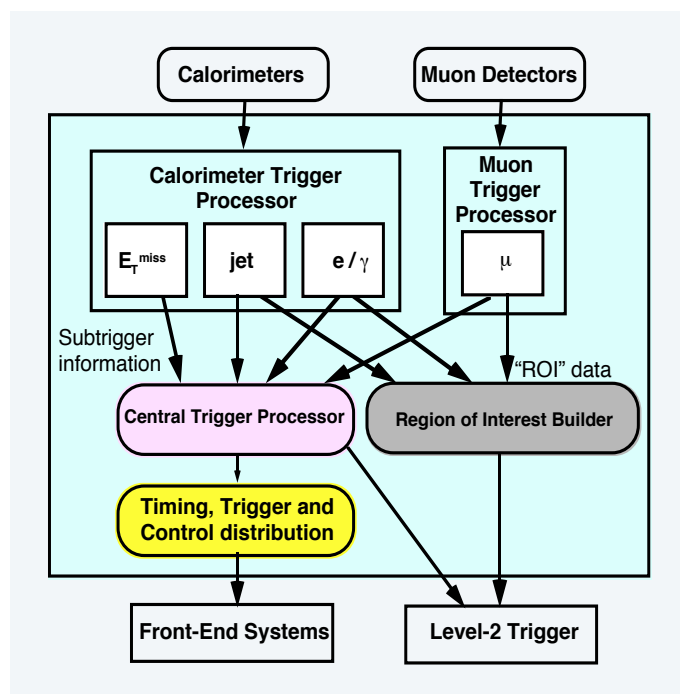 Calorimeters
Muon Detectors
Calorimeter Trigger
Processor
Muon
Trigger
Processor
E_T^miss
jet
e / γ
μ
Subtrigger
information
“ROI” data
Central Trigger Processor
Region of Interest Builder
Timing, Trigger and
Control distribution
Front-End Systems
Level-2 Trigger